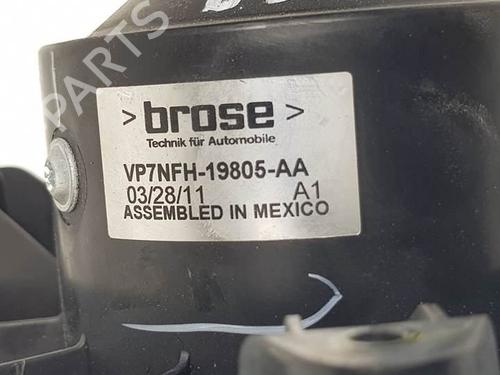 > brose >
Technik für Automobile
VP7NFH-19805-AA
03/28/11 A1
ASSEMBLED IN MEXICO
PARTS